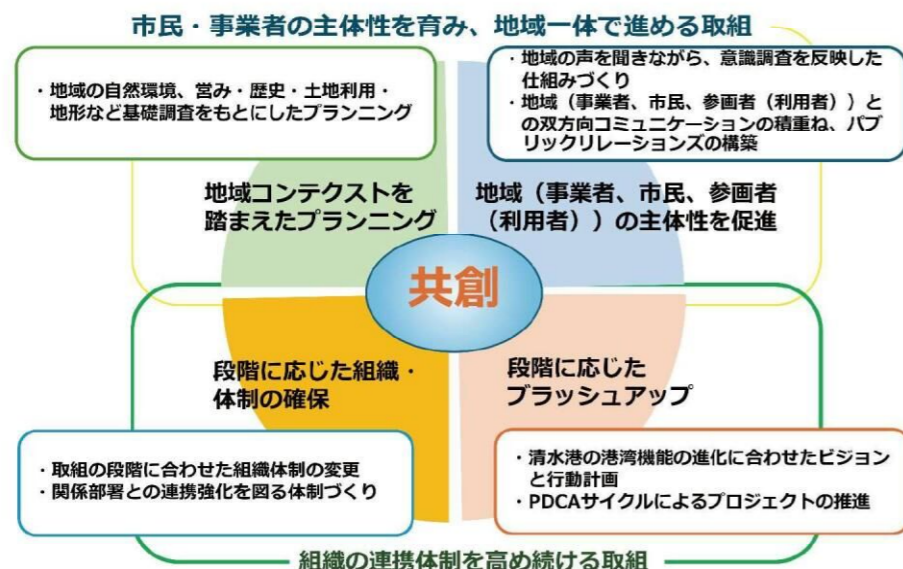 市民・事業者の主体性を育み、地域一体で進める取組
・地域の自然環境、営み・歴史・土地利用・
地形など基礎調査をもとにしたプランニング
・地域の声を聞きながら、意識調査を反映した
仕組みづくり
・地域（事業者、市民、参画者（利用者））と
の双方向コミュニケーションの積重ね、パブ
リックリレーションズの構築
地域コンテクストを
踏まえたプランニング
地域（事業者、市民、参画者
（利用者））の主体性を促進
共創
段階に応じた組織・
体制の確保
段階に応じた
ブラッシュアップ
・取組の段階に合わせた組織体制の変更
・関係部署との連携強化を図る体制づくり
・清水港の港湾機能の進化に合わせたビジョン
と行動計画
・PDCAサイクルによるプロジェクトの推進
組織の連携体制を高め続ける取組